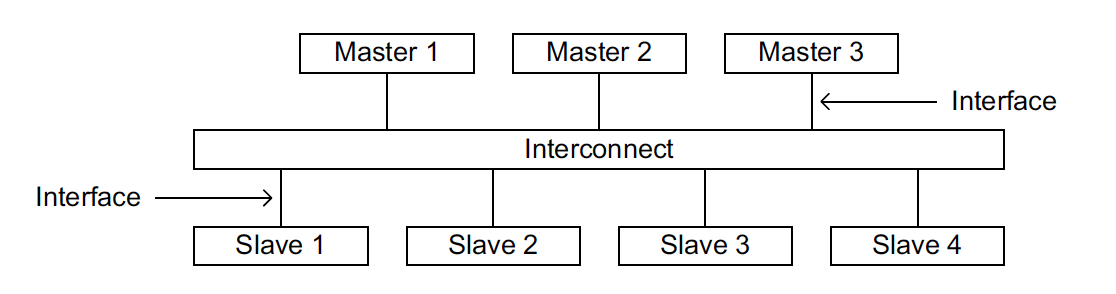 Master 1
Master 2
Master 3
Interface
Interconnect
Interface
Slave 1
Slave 2
Slave 3
Slave 4